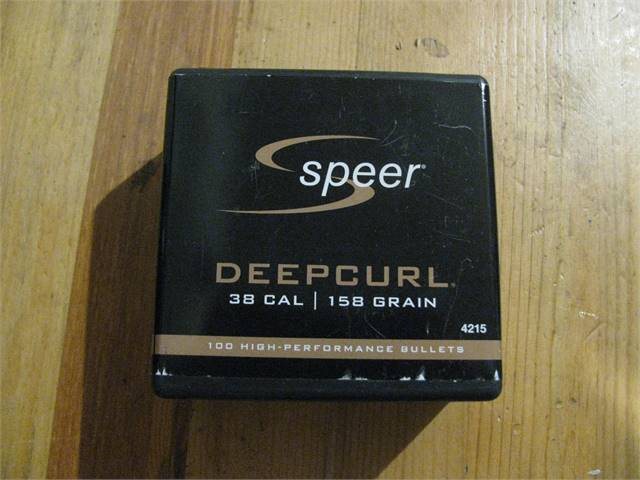 speer®
DEEPCURL®
38 CAL | 158 GRAIN
4215
100 HIGH-PERFORMANCE BULLETS